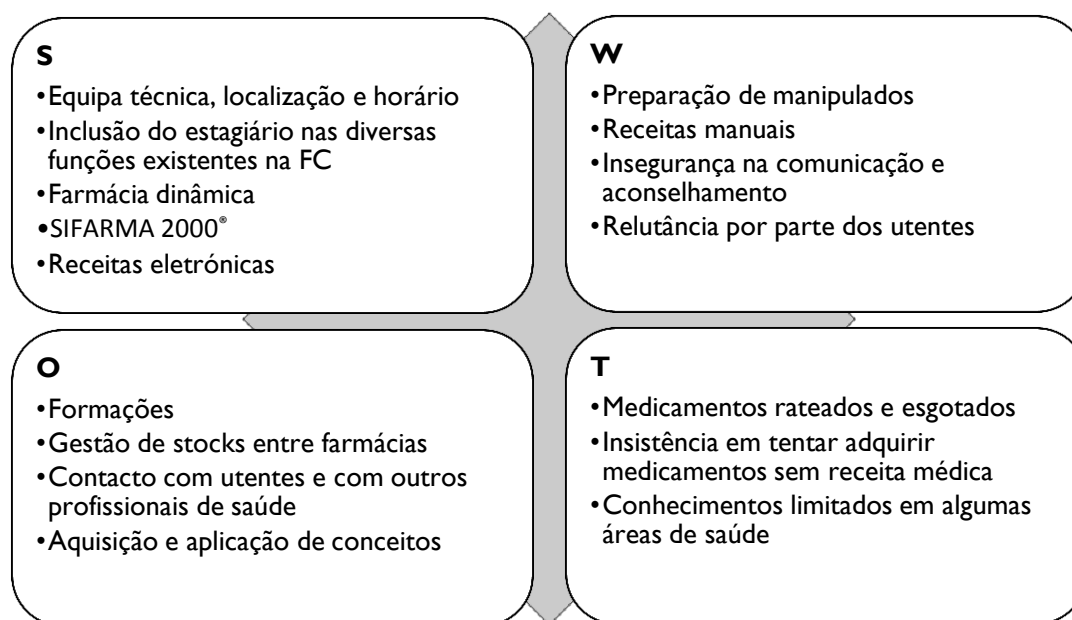 S
•Equipa técnica, localização e horário
•Inclusão do estagiário nas diversas
funções existentes na FC
•Farmácia dinâmica
•SIFARMA 2000®
•Receitas eletrónicas
W
•Preparação de manipulados
•Receitas manuais
•Insegurança na comunicação e
aconselhamento
•Relutância por parte dos utentes
O
•Formações
•Gestão de stocks entre farmácias
•Contacto com utentes e com outros
profissionais de saúde
•Aquisição e aplicação de conceitos
T
•Medicamentos rateados e esgotados
•Insistência em tentar adquirir
medicamentos sem receita médica
•Conhecimentos limitados em algumas
áreas de saúde